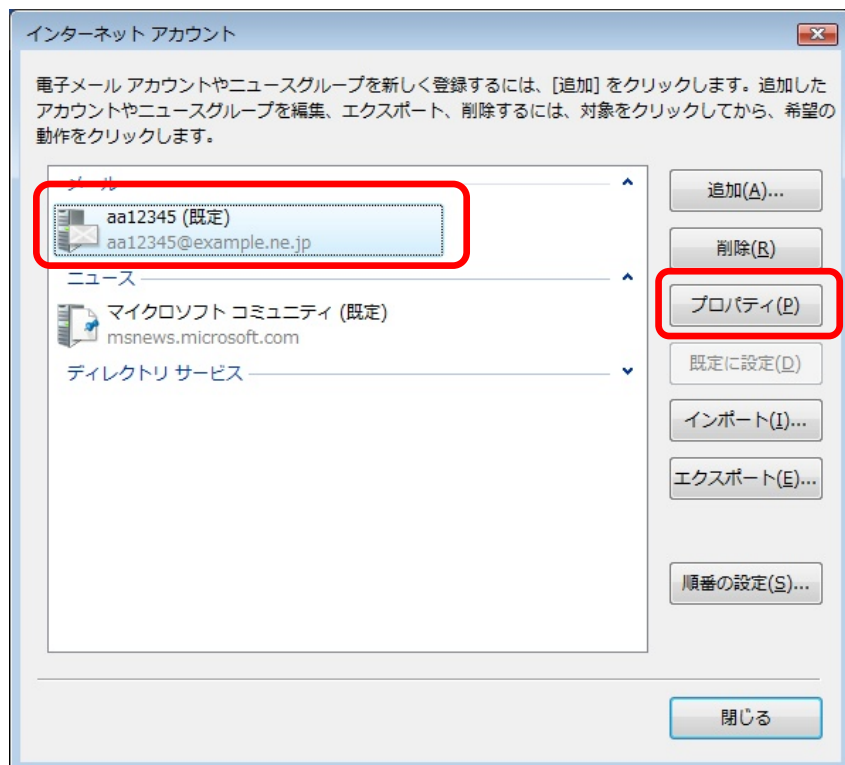 インターネット アカウント
電子メール アカウントやニュースグループを新しく登録するには、[追加] をクリックします。追加した
アカウントやニュースグループを編集、エクスポート、削除するには、対象をクリックしてから、希望の
動作をクリックします。
メール
aa12345 (既定)
aa12345@example.ne.jp
ニュース
マイクロソフト コミュニティ (既定)
msnews.microsoft.com
ディレクトリ サービス
追加(A)...
削除(R)
プロパティ(P)
既定に設定(D)
インポート(I)...
エクスポート(E)...
順番の設定(S)...
閉じる